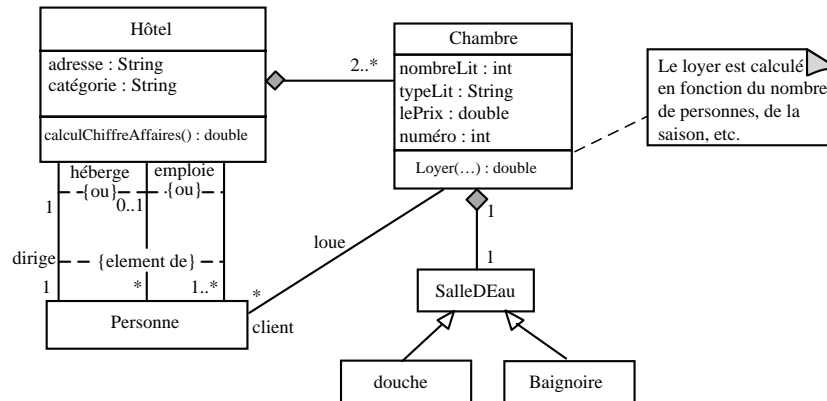 Hôtel
adresse : String
catégorie : String
calculChiffreAffaires() : double
2..*
Chambre
nombreLit : int
typeLit : String
lePrix : double
numéro : int
Loyer(…) : double
Le loyer est calculé
en fonction du nombre
de personnes, de la
saison, etc.
héberge
emploie
{ou}
{ou}
1
0..1
dirige
{element de}
1
*
1..*
Personne
loue
*
client
1
1
SalleDEau
douche
Baignoire